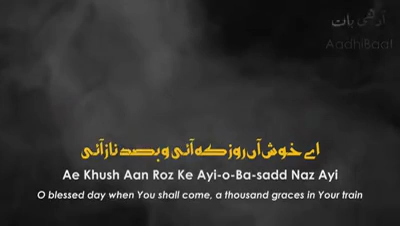 آدھی بات
AadhiBaat
اے خوش آں روز که آئی و بصد ناز آئی
Ae Khush Aan Roz Ke Ayi-o-Ba-sadd Naz Ayi
O blessed day when You shall come, a thousand graces in Your train